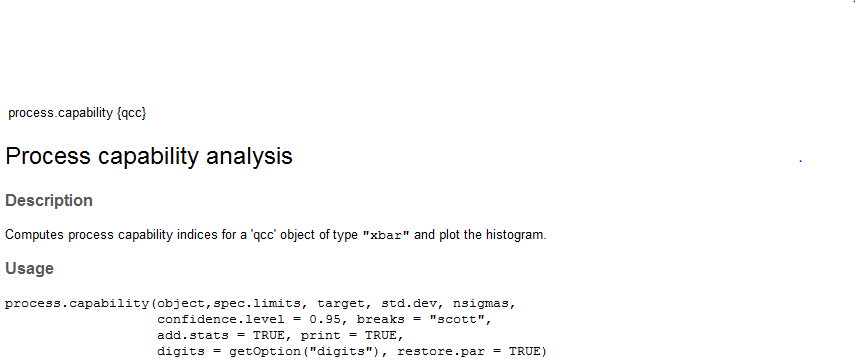 process.capability {qcc}
Process capability analysis
Description
Computes process capability indices for a 'qcc' object of type "xbar" and plot the histogram.
Usage
process.capability(object,spec.limits, target, std.dev, nsigmas,
confidence.level = 0.95, breaks = "scott",
add.stats = TRUE, print = TRUE,
digits = getOption("digits"), restore.par = TRUE)